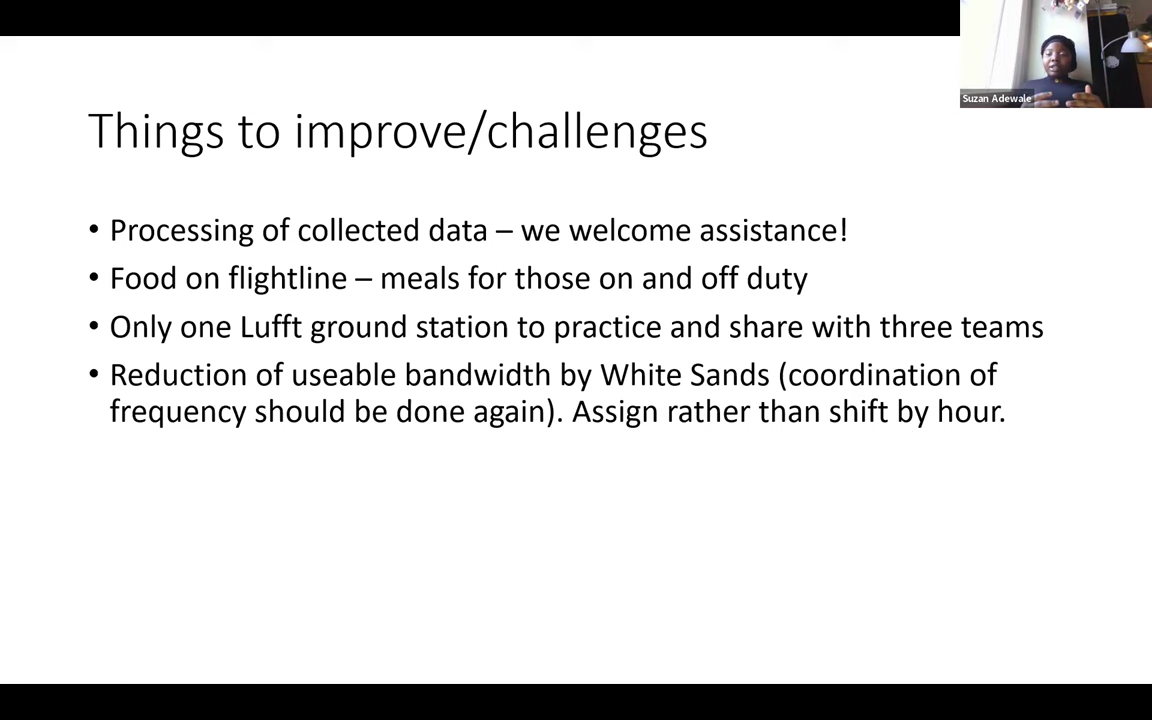 Suzan Adewale
Things to improve/challenges
• Processing of collected data – we welcome assistance!
• Food on flightline – meals for those on and off duty
• Only one Lufft ground station to practice and share with three teams
• Reduction of useable bandwidth by White Sands (coordination of
frequency should be done again). Assign rather than shift by hour.